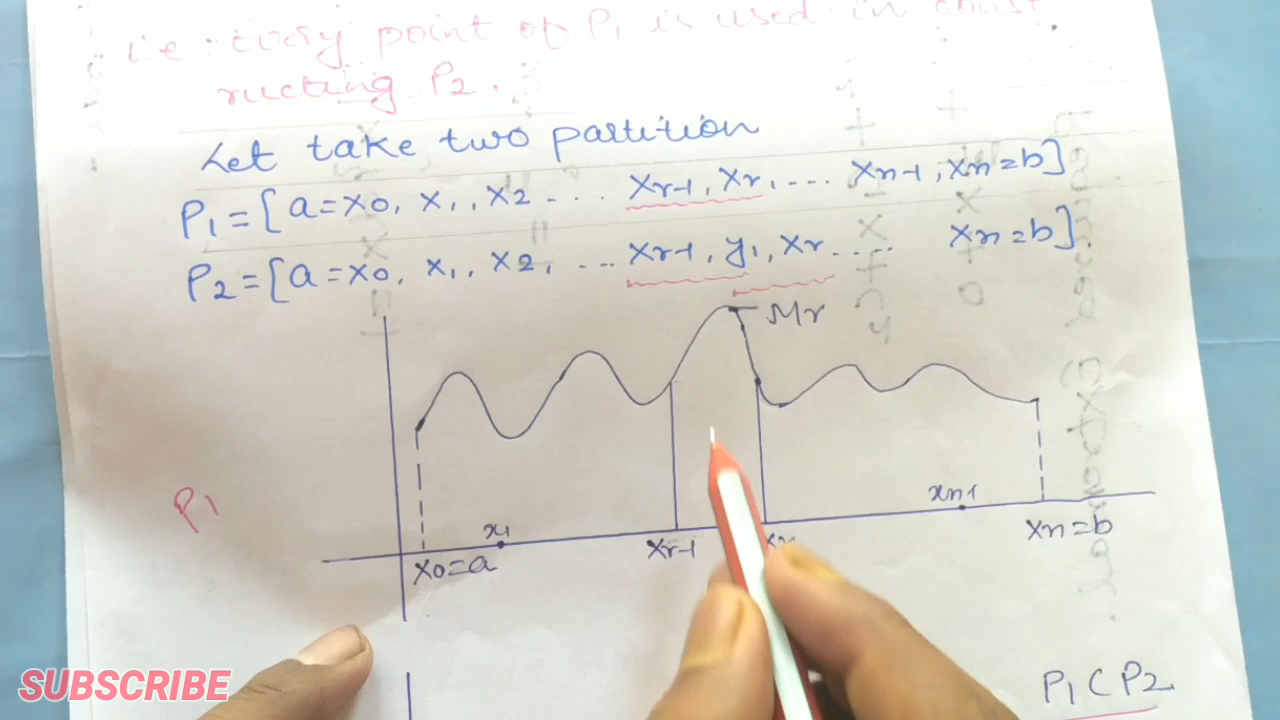 i.e. Every point of P1 is used in const
ructing P2.
Let take two partition
P1=[a=x0, x1, x2 - . . . xr-1, xr, . - - . xn-1, xn=b]
P2=[a=x0, x1, x2, . - . . xr-1, y1, xr - . . . . xn=b].
Mr
P1
x1
xn-1
x0=a
xr-1
xr
xn=b
P1 ⊂ P2
SUBSCRIBE